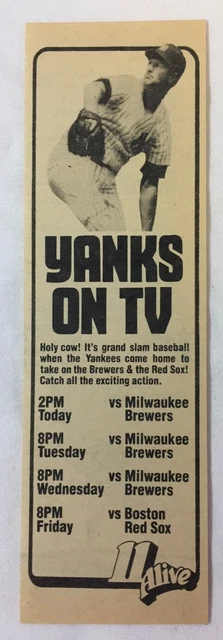 YANKS
ON TV
Holy cow! It's grand slam baseball
when the Yankees come home to
take on the Brewers & the Red Sox!
Catch all the exciting action.
2PM vs Milwaukee
Today Brewers
8PM vs Milwaukee
Tuesday Brewers
8PM vs Milwaukee
Wednesday Brewers
8PM vs Boston
Friday Red Sox
11
Alive